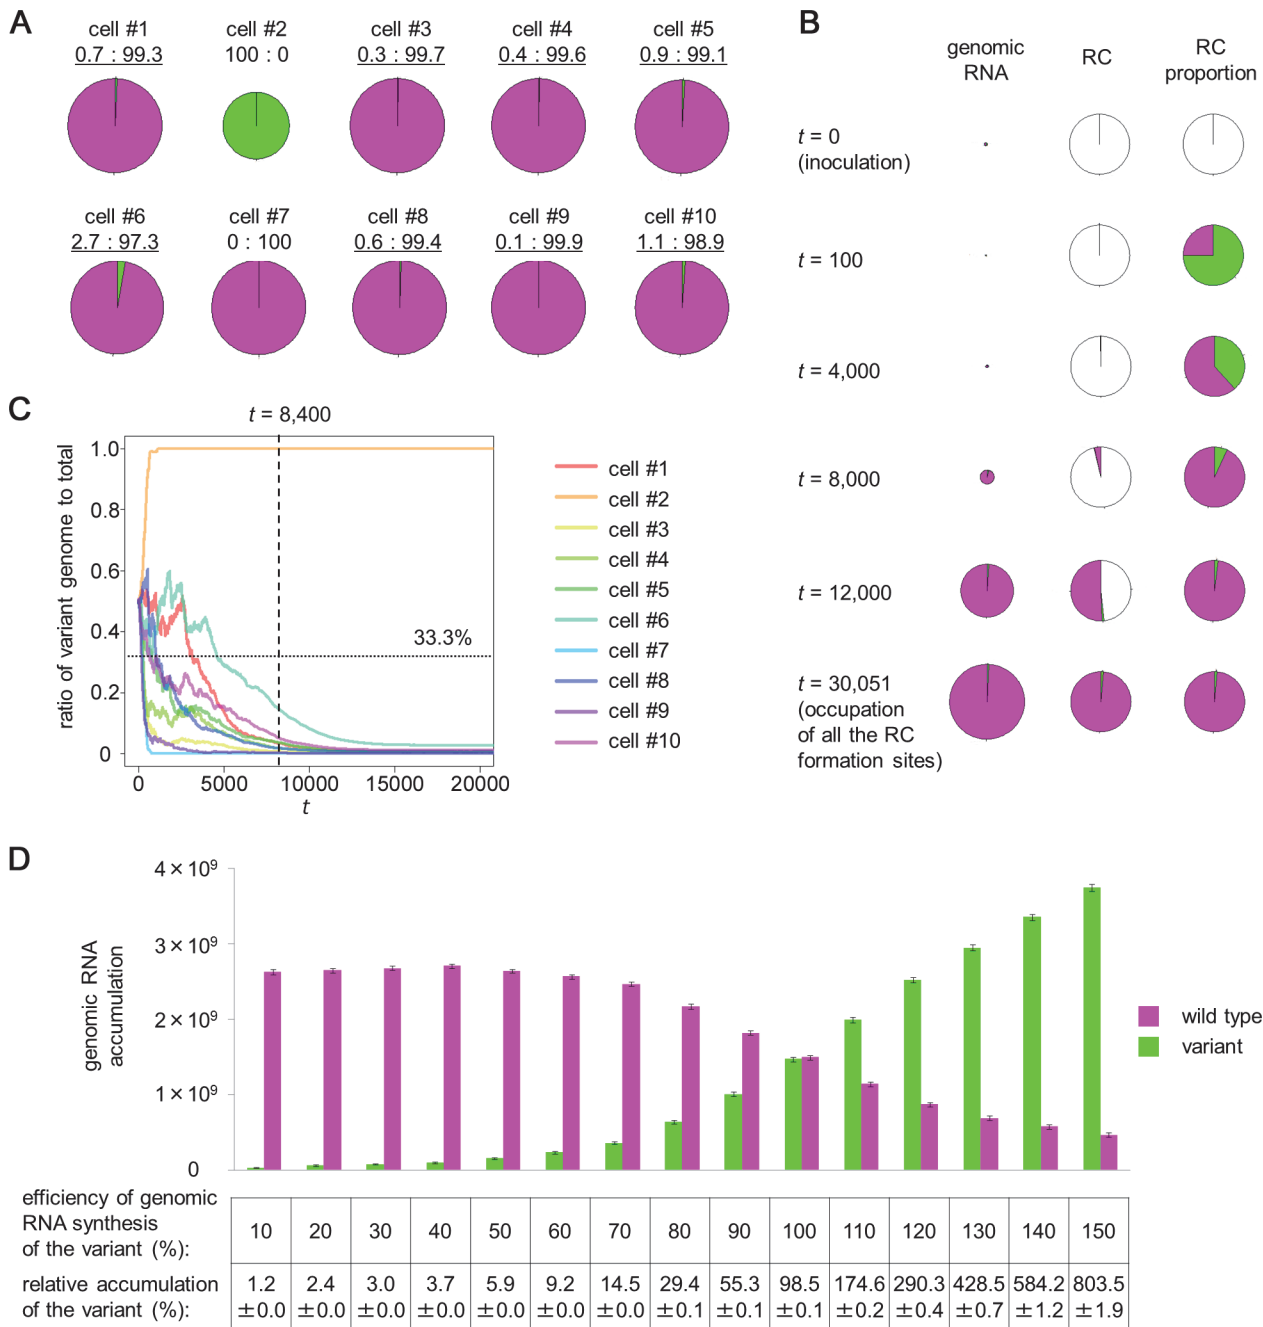 A
cell #1
0.7 : 99.3
cell #2
100 : 0
cell #3
0.3 : 99.7
cell #4
0.4 : 99.6
cell #5
0.9 : 99.1
cell #6
2.7 : 97.3
cell #7
0 : 100
cell #8
0.6 : 99.4
cell #9
0.1 : 99.9
cell #10
1.1 : 98.9
B
genomic
RNA
RC
RC
proportion
t = 0
(inoculation)
t = 100
t = 4,000
t = 8,000
t = 12,000
t = 30,051
(occupation
of all the RC
formation sites)
C
t = 8,400
ratio of variant genome to total
1.0
0.8
0.6
0.4
0.2
0
33.3%
0
5000
10000
15000
20000
t
cell #1
cell #2
cell #3
cell #4
cell #5
cell #6
cell #7
cell #8
cell #9
cell #10
D
genomic RNA
accumulation
4 × 10⁹
3 × 10⁹
2 × 10⁹
1 × 10⁹
0
wild type
variant
efficiency of genomic
RNA synthesis
of the variant (%):
10 20 30 40 50 60 70 80 90 100 110 120 130 140 150
relative accumulation
of the variant (%):
1.2 2.4 3.0 3.7 5.9 9.2 14.5 29.4 55.3 98.5 174.6 290.3 428.5 584.2 803.5
±0.0 ±0.0 ±0.0 ±0.0 ±0.0 ±0.0 ±0.0 ±0.1 ±0.1 ±0.1 ±0.2 ±0.4 ±0.7 ±1.2 ±1.9